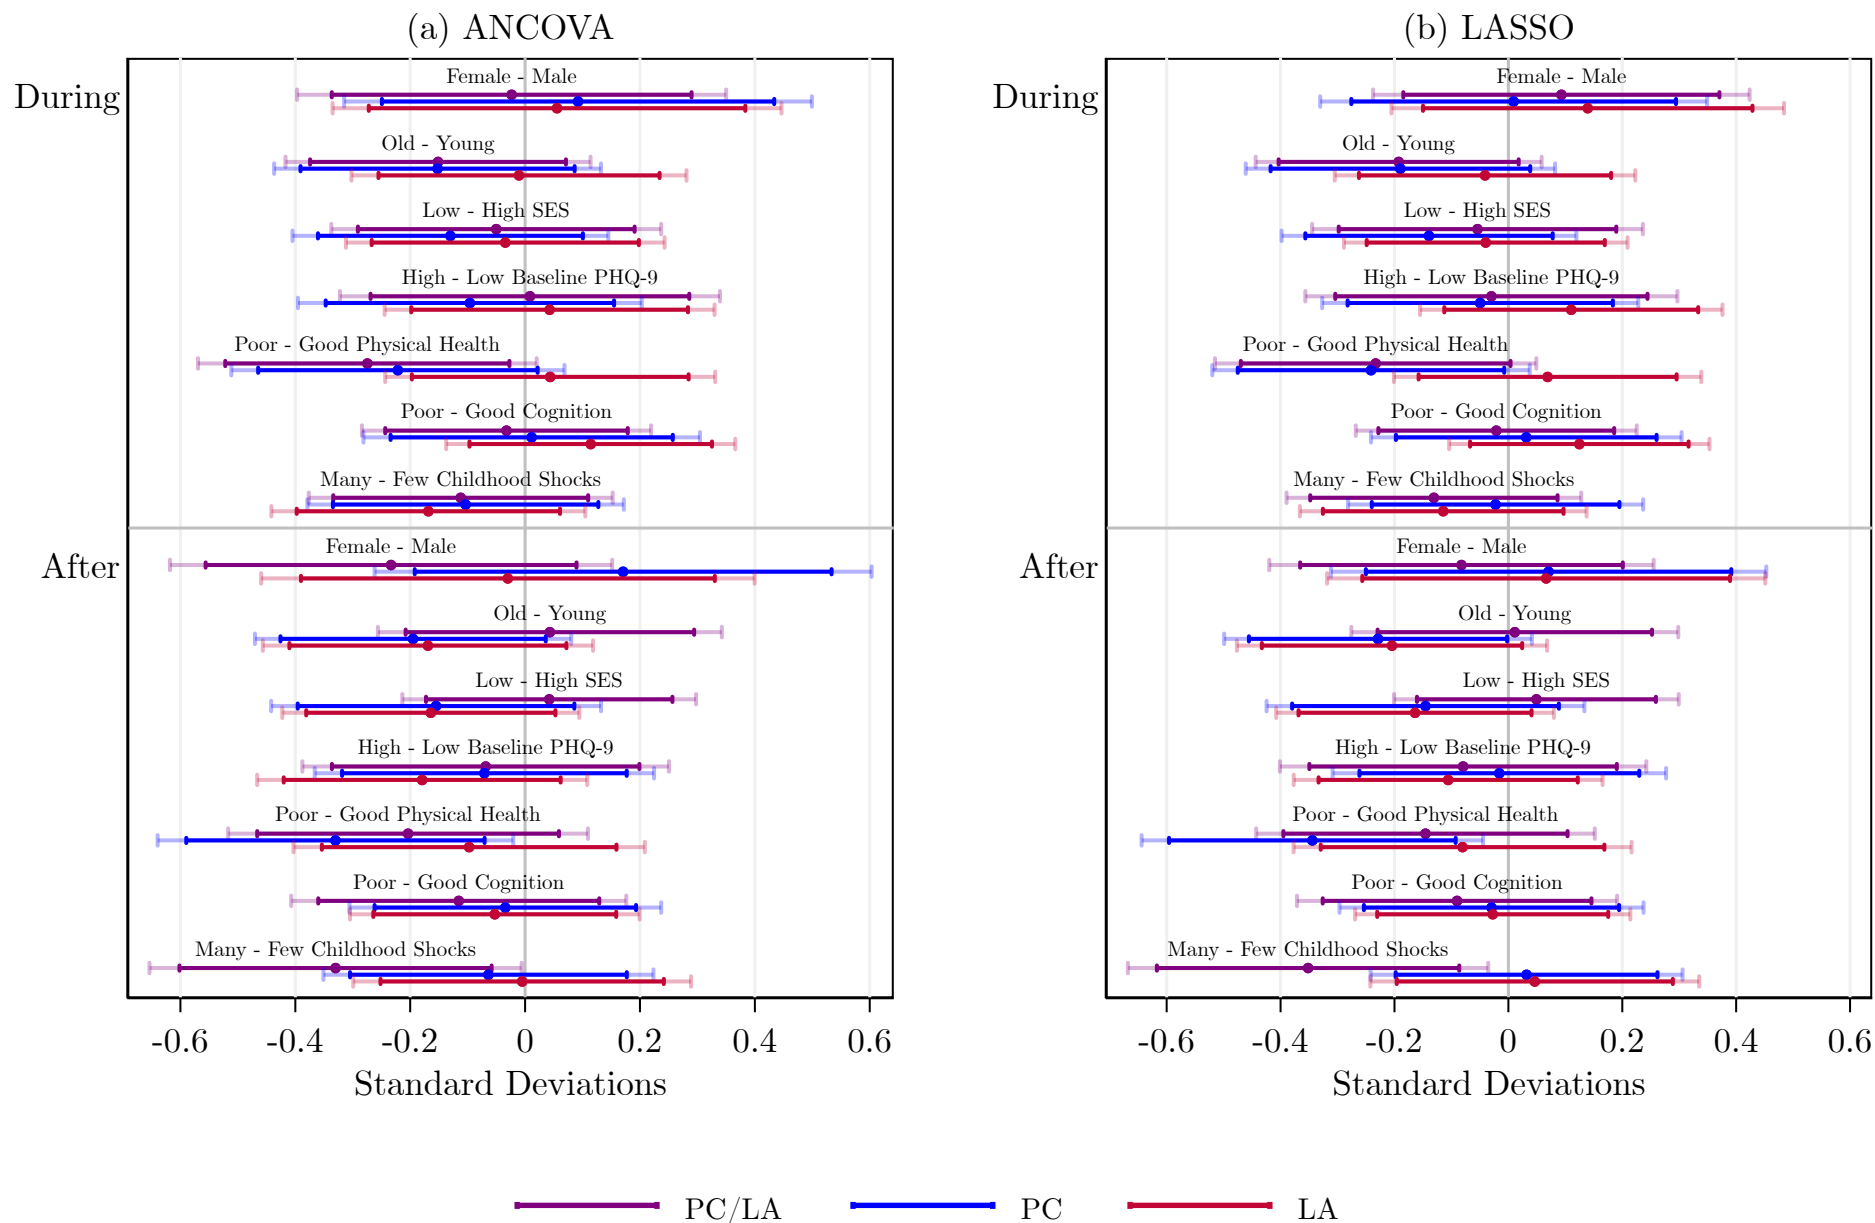 (a) ANCOVA
During
Female - Male
Old - Young
Low - High SES
High - Low Baseline PHQ-9
Poor - Good Physical Health
Poor - Good Cognition
Many - Few Childhood Shocks
After
Female - Male
Old - Young
Low - High SES
High - Low Baseline PHQ-9
Poor - Good Physical Health
Poor - Good Cognition
Many - Few Childhood Shocks
-0.6 -0.4 -0.2 0 0.2 0.4 0.6
Standard Deviations
(b) LASSO
During
Female - Male
Old - Young
Low - High SES
High - Low Baseline PHQ-9
Poor - Good Physical Health
Poor - Good Cognition
Many - Few Childhood Shocks
After
Female - Male
Old - Young
Low - High SES
High - Low Baseline PHQ-9
Poor - Good Physical Health
Poor - Good Cognition
Many - Few Childhood Shocks
-0.6 -0.4 -0.2 0 0.2 0.4 0.6
Standard Deviations
PC/LA PC LA